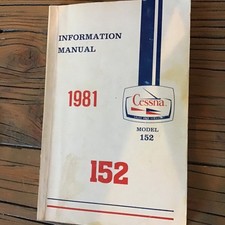 INFORMATION
MANUAL
1981
Cessna
MODEL
152
152